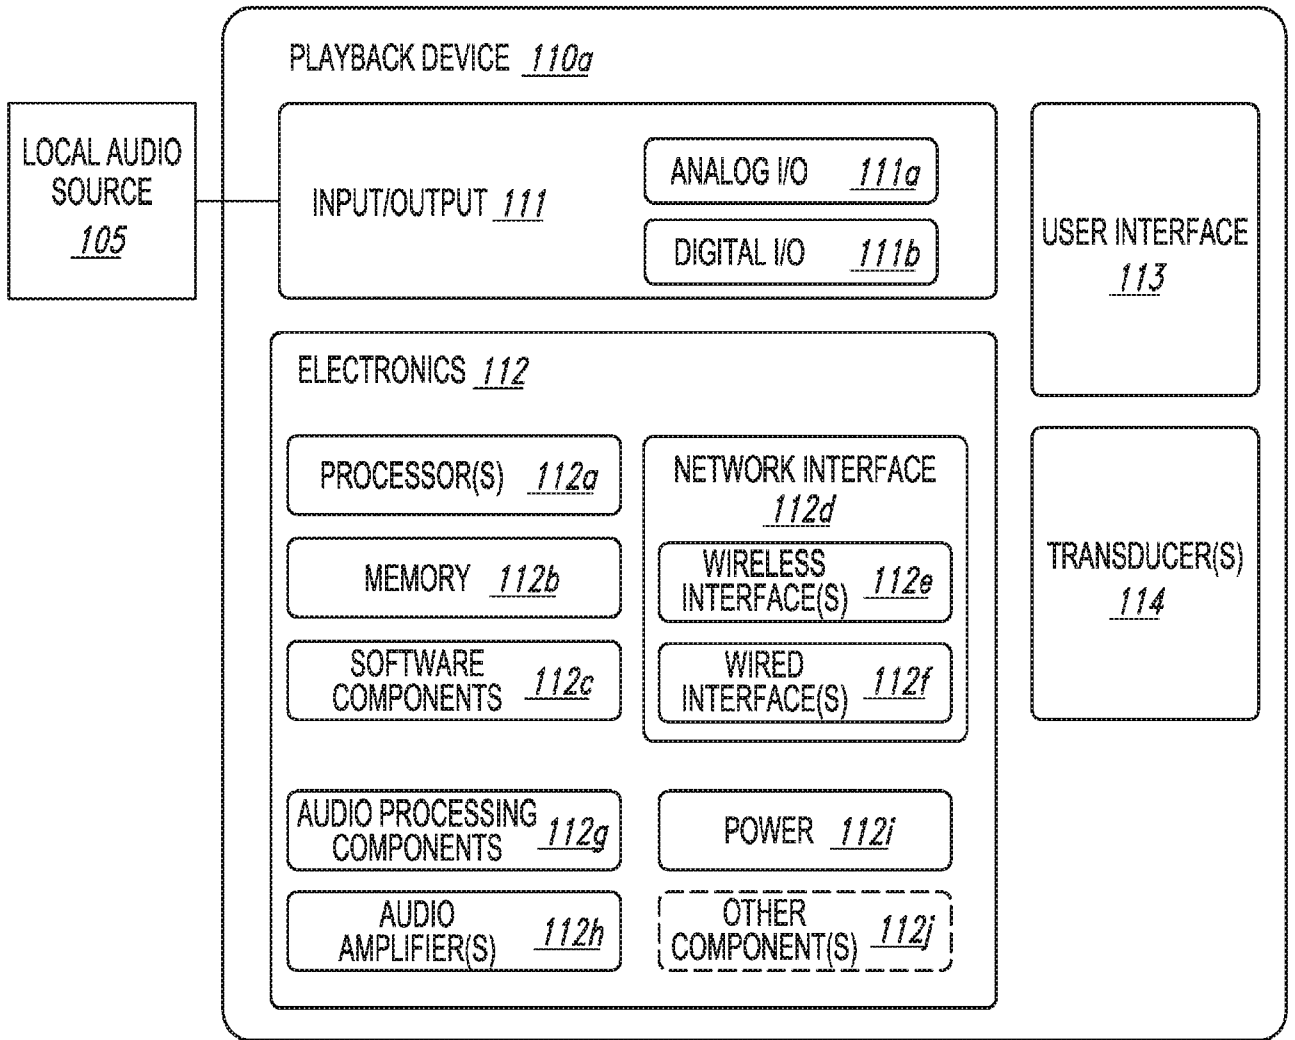 PLAYBACK DEVICE 110a
LOCAL AUDIO
SOURCE
105
INPUT/OUTPUT 111
ANALOG I/O 111a
DIGITAL I/O 111b
USER INTERFACE
113
ELECTRONICS 112
PROCESSOR(S) 112a
MEMORY 112b
SOFTWARE
COMPONENTS 112c
NETWORK INTERFACE
112d
WIRELESS
INTERFACE(S) 112e
WIRED
INTERFACE(S) 112f
TRANSDUCER(S)
114
AUDIO PROCESSING
COMPONENTS 112g
POWER 112i
AUDIO
AMPLIFIER(S) 112h
OTHER
COMPONENT(S) 112j